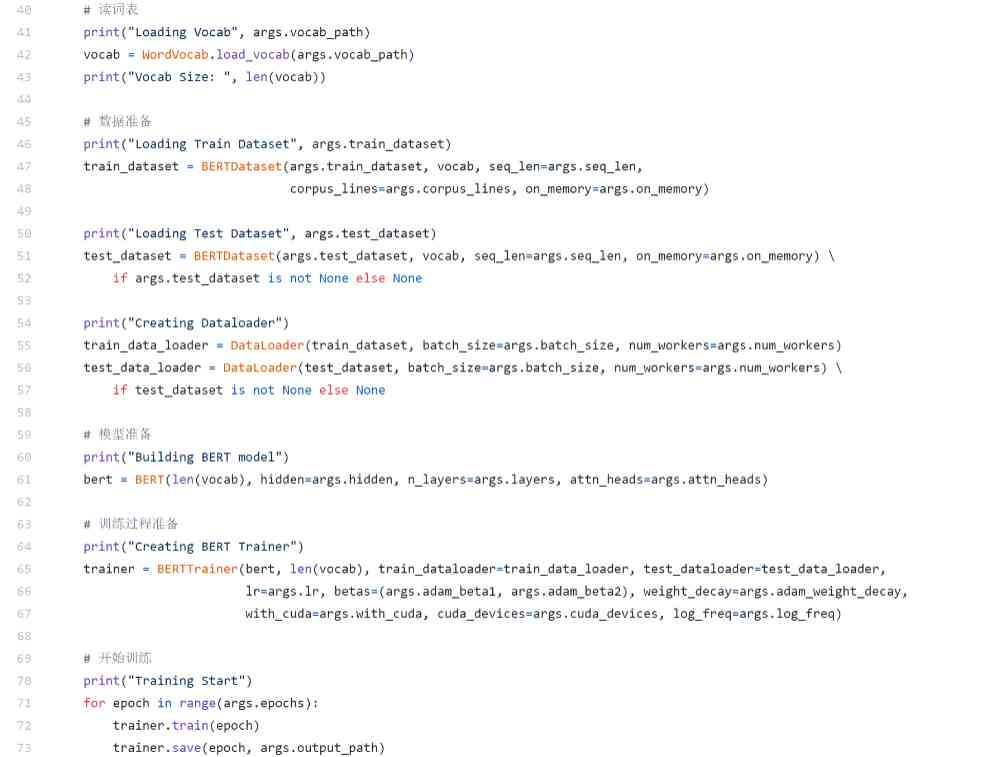 40 # 读词表
41 print("Loading Vocab", args.vocab_path)
42 vocab = WordVocab.load_vocab(args.vocab_path)
43 print("Vocab Size: ", len(vocab))
44
45 # 数据准备
46 print("Loading Train Dataset", args.train_dataset)
47 train_dataset = BERTDataset(args.train_dataset, vocab, seq_len=args.seq_len,
48 corpus_lines=args.corpus_lines, on_memory=args.on_memory)
49
50 print("Loading Test Dataset", args.test_dataset)
51 test_dataset = BERTDataset(args.test_dataset, vocab, seq_len=args.seq_len, on_memory=args.on_memory) \
52 if args.test_dataset is not None else None
53
54 print("Creating Dataloader")
55 train_data_loader = DataLoader(train_dataset, batch_size=args.batch_size, num_workers=args.num_workers)
56 test_data_loader = DataLoader(test_dataset, batch_size=args.batch_size, num_workers=args.num_workers) \
57 if test_dataset is not None else None
58
59 # 模型准备
60 print("Building BERT model")
61 bert = BERT(len(vocab), hidden=args.hidden, n_layers=args.layers, attn_heads=args.attn_heads)
62
63 # 训练过程准备
64 print("Creating BERT Trainer")
65 trainer = BERTTrainer(bert, len(vocab), train_dataloader=train_data_loader, test_dataloader=test_data_loader,
66 lr=args.lr, betas=(args.adam_beta1, args.adam_beta2), weight_decay=args.adam_weight_decay,
67 with_cuda=args.with_cuda, cuda_devices=args.cuda_devices, log_freq=args.log_freq)
68
69 # 开始训练
70 print("Training Start")
71 for epoch in range(args.epochs):
72 trainer.train(epoch)
73 trainer.save(epoch, args.output_path)